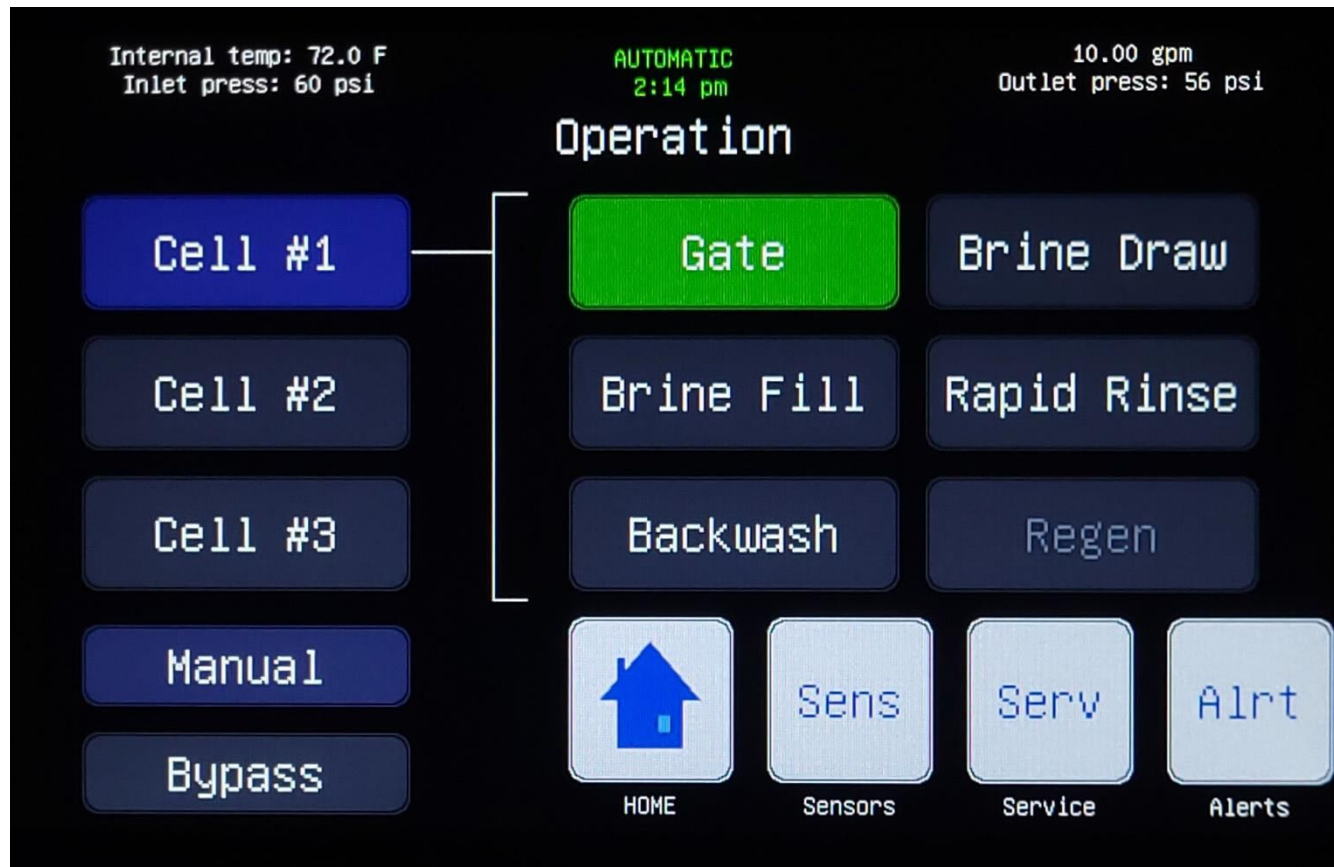 Internal temp: 72.0 F
Inlet press: 60 psi
AUTOMATIC
2:14 pm
10.00 gpm
Outlet press: 56 psi
Operation
Cell #1
Gate
Brine Draw
Cell #2
Brine Fill
Rapid Rinse
Cell #3
Backwash
Regen
Manual
Bypass
Sens
Serv
Alrt
HOME
Sensors
Service
Alerts